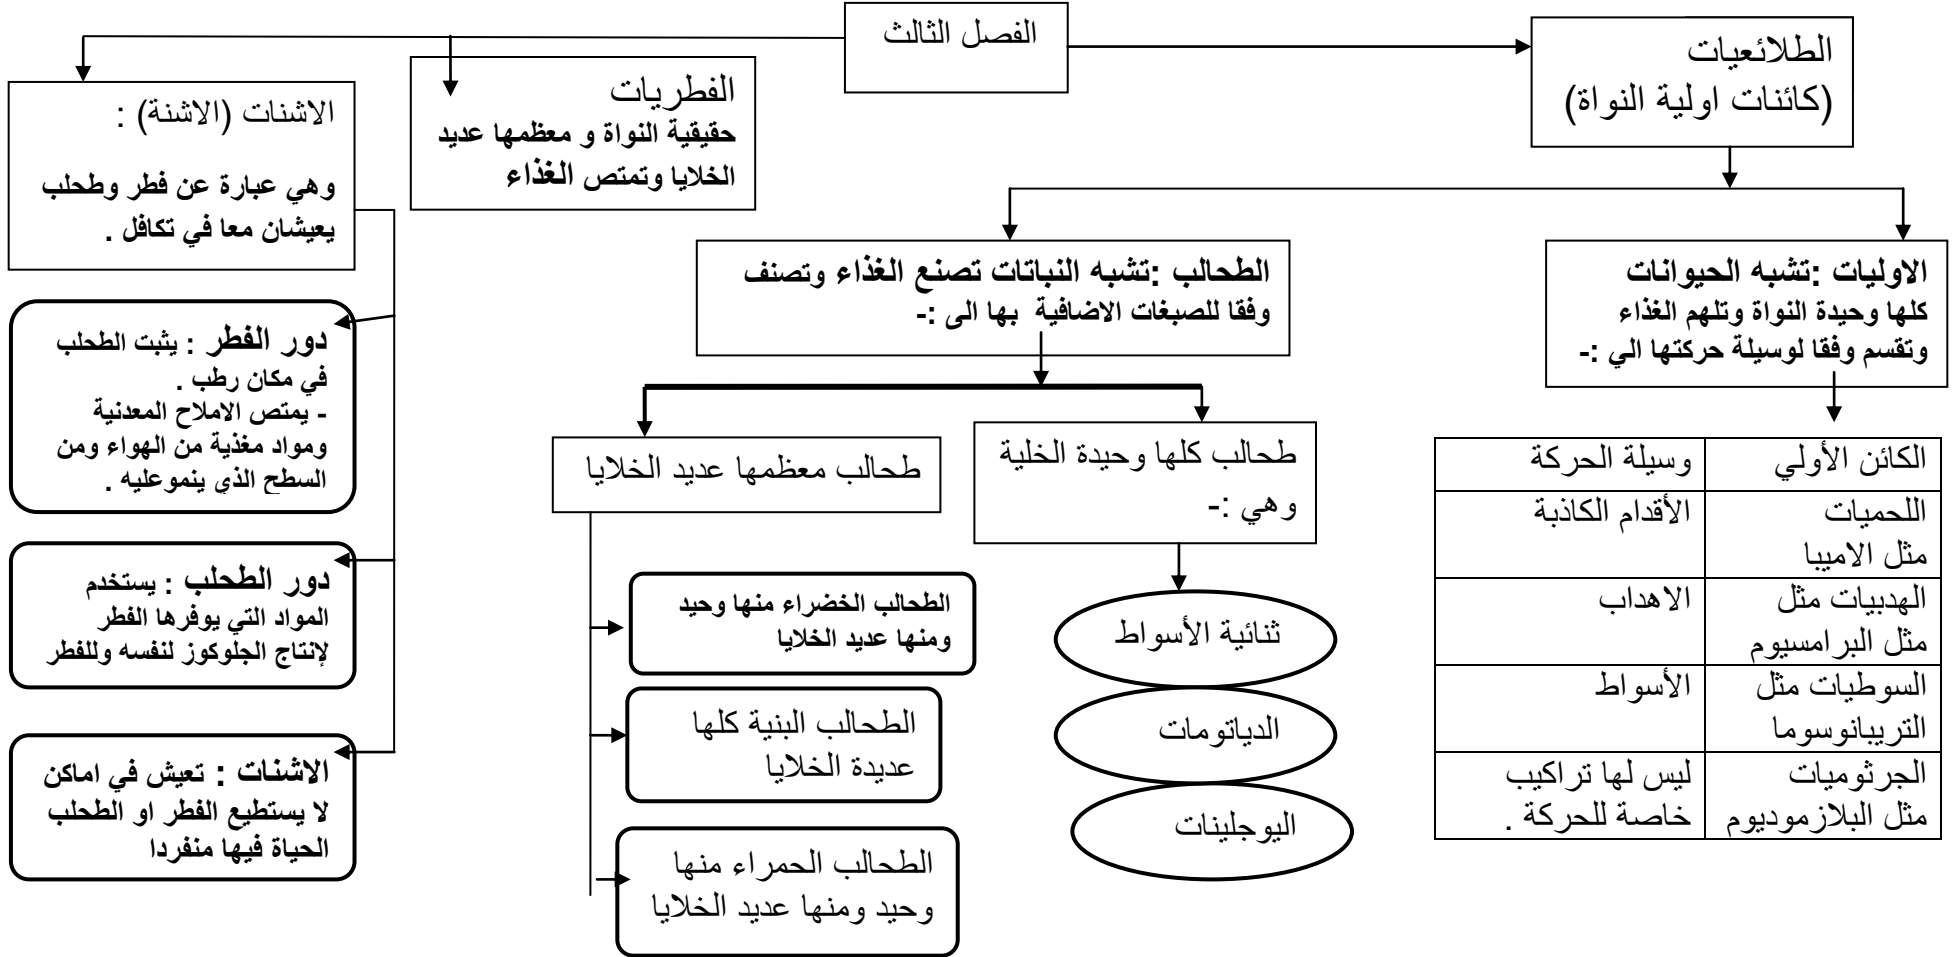 الفصل الثالث
الطلائعيات
(كائنات اولية النواة)
الفطريات
حقيقية النواة و معظمها عديد
الخلايا وتمتص الغذاء
الاشنات (الاشنة) :
وهي عبارة عن فطر وطحلب
يعيشان معا في تكافل .
الاوليات :تشبه الحيوانات
كلها وحيدة النواة وتلهم الغذاء
وتقسم وفقا لوسيلة حركتها الي :-
الطحالب :تشبه النباتات تصنع الغذاء وتصنف
وفقا للصبغات الاضافية بها الى :-
دور الفطر : يثبت الطحلب
في مكان رطب .
- يمتص الاملاح المعدنية
ومواد مغذية من الهواء ومن
السطح الذي ينموعليه .
دور الطحلب : يستخدم
المواد التي يوفرها الفطر
لإنتاج الجلوكوز لنفسه وللفطر
الاشنات : تعيش في اماكن
لا يستطيع الفطر او الطحلب
الحياة فيها منفردا
طحالب كلها وحيدة الخلية
وهي :-
ثنائية الأسواط
الدياتومات
اليوجلينات
طحالب معظمها عديد الخلايا
الطحالب الخضراء منها وحيد
ومنها عديد الخلايا
الطحالب البنية كلها
عديدة الخلايا
الطحالب الحمراء منها
وحيد ومنها عديد الخلايا
الكائن الأولي وسيلة الحركة
اللحميات الأقدام الكاذبة
مثل الاميبا
الهدبيات مثل الاهداب
مثل البرامسيوم
السوطيات مثل الأسواط
التريبانوسوما
الجرثوميات ليس لها تراكيب
مثل البلازموديوم خاصة للحركة .